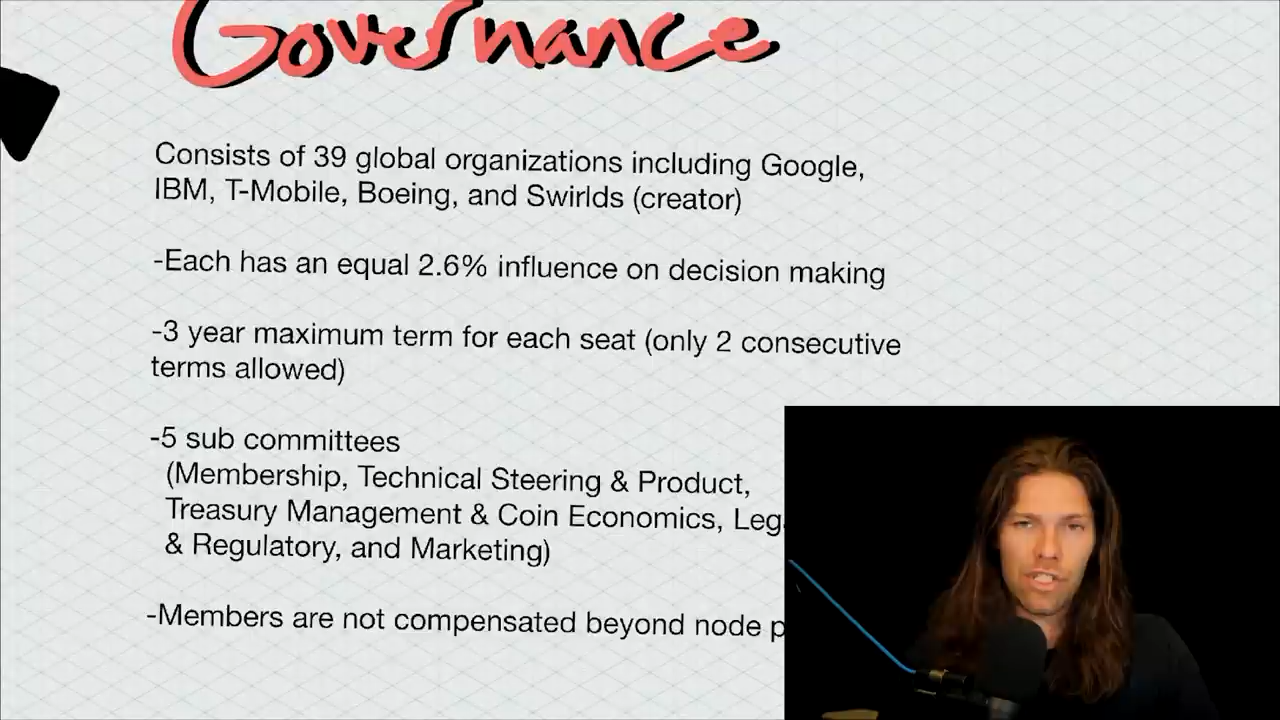 Governance
Consists of 39 global organizations including Google,
IBM, T-Mobile, Boeing, and Swirlds (creator)
-Each has an equal 2.6% influence on decision making
-3 year maximum term for each seat (only 2 consecutive
terms allowed)
-5 sub committees
(Membership, Technical Steering & Product,
Treasury Management & Coin Economics,
& Regulatory, and Marketing)
-Members are not compensated beyond node